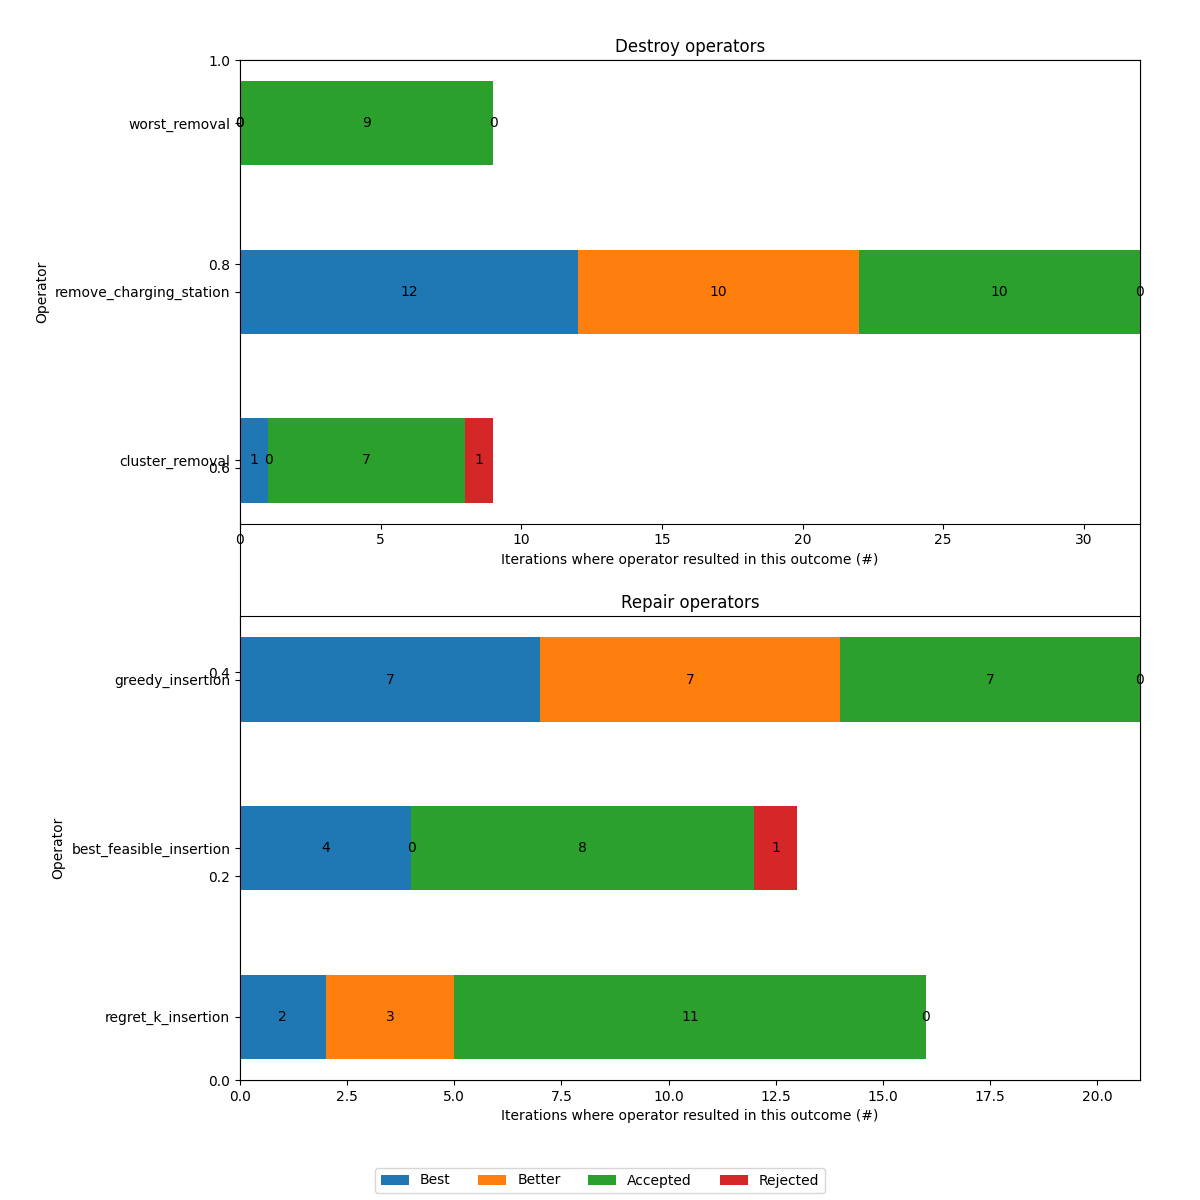 Destroy operators
1.0
worst_removal
0
0
9
0
0.8
remove_charging_station
12
10
10
0
Operator
cluster_removal
0.6
1
0
7
1
0
5
10
15
20
25
30
Iterations where operator resulted in this outcome (#)
Repair operators
0.4
greedy_insertion
7
7
7
0
Operator
best_feasible_insertion
4
0
8
1
0.2
regret_k_insertion
2
3
11
0
0.0
0.0
2.5
5.0
7.5
10.0
12.5
15.0
17.5
20.0
Iterations where operator resulted in this outcome (#)
Best
Better
Accepted
Rejected